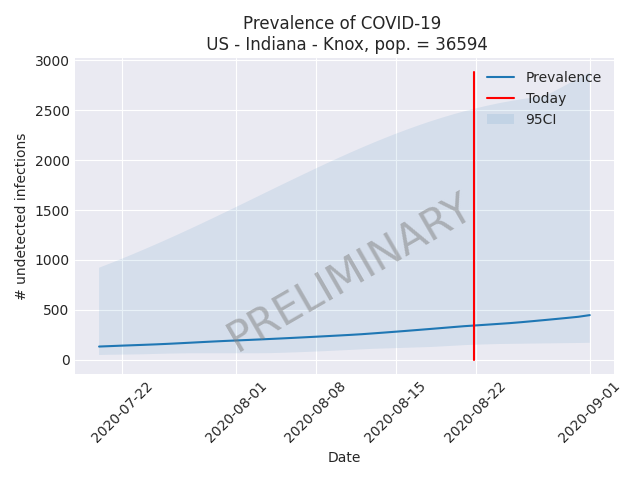 Prevalence of COVID-19
US - Indiana - Knox, pop. = 36594
3000
2500
2000
1500
1000
500
0
# undetected infections
Prevalence
Today
95CI
PRELIMINARY
2020-07-22
2020-08-01
2020-08-08
2020-08-15
2020-08-22
2020-09-01
Date